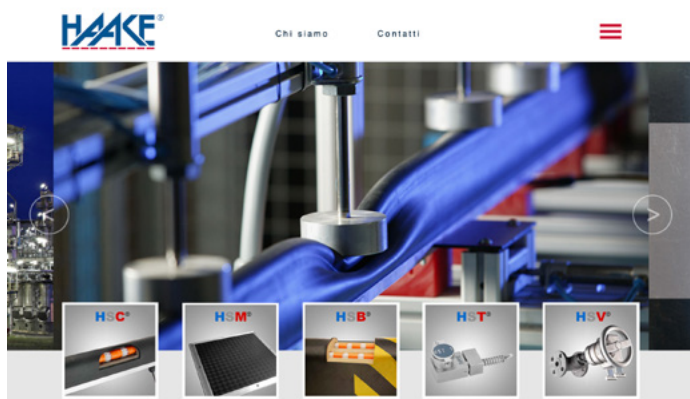 HAAKE®
Chi siamo
Contatti
< >
HSC® HSM® HSB® HST® HSV®